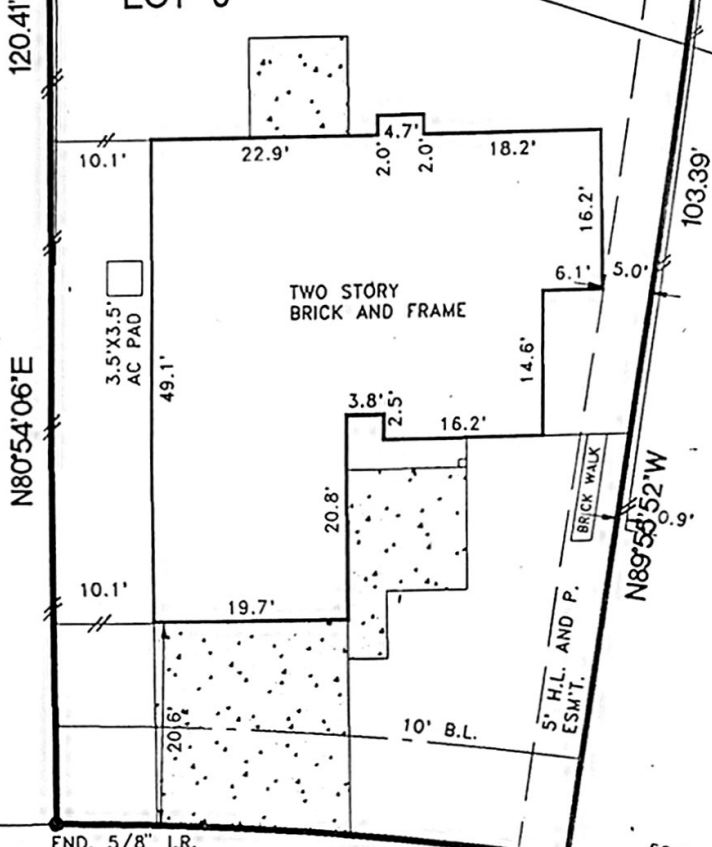 120.41'
10.1'
22.9'
4.7'
2.0'
2.0'
18.2'
16.2'
103.39'
6.1'
5.0'
3.5'X3.5'
AC PAD
49.1'
TWO STORY
BRICK AND FRAME
14.6'
3.8'
2.5'
16.2'
N80°54'06"E
20.8'
BRICK WALK
0.9'
N89°55'52"W
10.1'
19.7'
5' H.L. AND P.
ESM'T.
20.6'
10' B.L.
FND. 5/8" I.R.